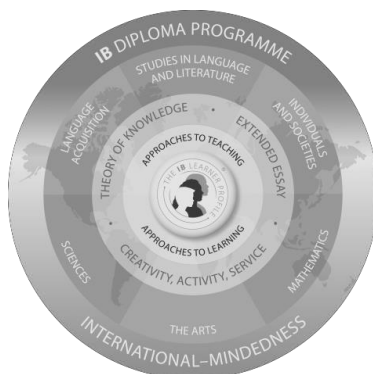 IB DIPLOMA PROGRAMME
STUDIES IN LANGUAGE
AND LITERATURE
LANGUAGE
ACQUISITION
INDIVIDUALS
AND SOCIETIES
THEORY OF KNOWLEDGE
EXTENDED ESSAY
APPROACHES TO TEACHING
THE IB LEARNER PROFILE
APPROACHES TO LEARNING
CREATIVITY, ACTIVITY, SERVICE
SCIENCES
MATHEMATICS
THE ARTS
INTERNATIONAL–MINDEDNESS